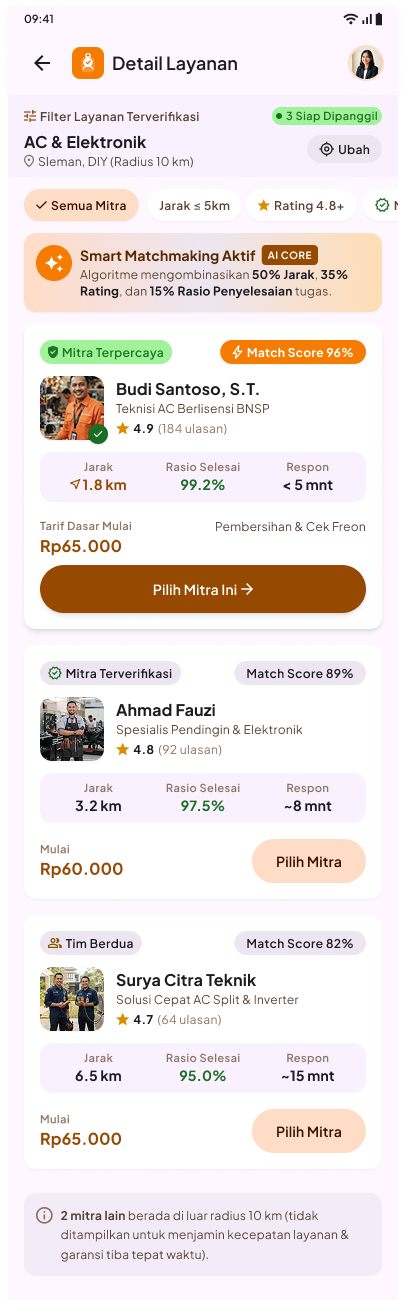 09:41
Detail Layanan
Filter Layanan Terverifikasi
3 Siap Dipanggil
AC & Elektronik
Sleman, DIY (Radius 10 km)
Ubah
Semua Mitra
Jarak ≤ 5km
Rating 4.8+
Smart Matchmaking Aktif
AI CORE
Algoritme mengombinasikan 50% Jarak, 35%
Rating, dan 15% Rasio Penyelesaian tugas.
Mitra Terpercaya
Match Score 96%
Budi Santoso, S.T.
Teknisi AC Berlisensi BNSP
4.9 (184 ulasan)
Jarak Rasio Selesai Respon
1.8 km 99.2% < 5 mnt
Tarif Dasar Mulai
Pembersihan & Cek Freon
Rp65.000
Pilih Mitra Ini →
Mitra Terverifikasi
Match Score 89%
Ahmad Fauzi
Spesialis Pendingin & Elektronik
4.8 (92 ulasan)
Jarak Rasio Selesai Respon
3.2 km 97.5% ~8 mnt
Mulai
Rp60.000
Pilih Mitra
Tim Berdua
Match Score 82%
Surya Citra Teknik
Solusi Cepat AC Split & Inverter
4.7 (64 ulasan)
Jarak Rasio Selesai Respon
6.5 km 95.0% ~15 mnt
Mulai
Rp65.000
Pilih Mitra
2 mitra lain berada di luar radius 10 km (tidak
ditampilkan untuk menjamin kecepatan layanan &
garansi tiba tepat waktu).